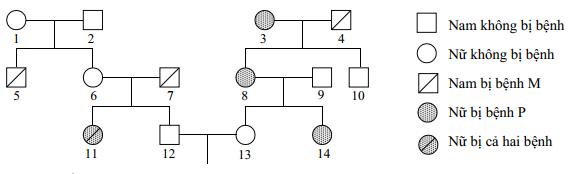 1 2 3 4
Nam không bị bệnh
Nữ không bị bệnh
5 6 7 8 9 10
Nam bị bệnh M
Nữ bị bệnh P
11 12 13 14
Nữ bị cả hai bệnh